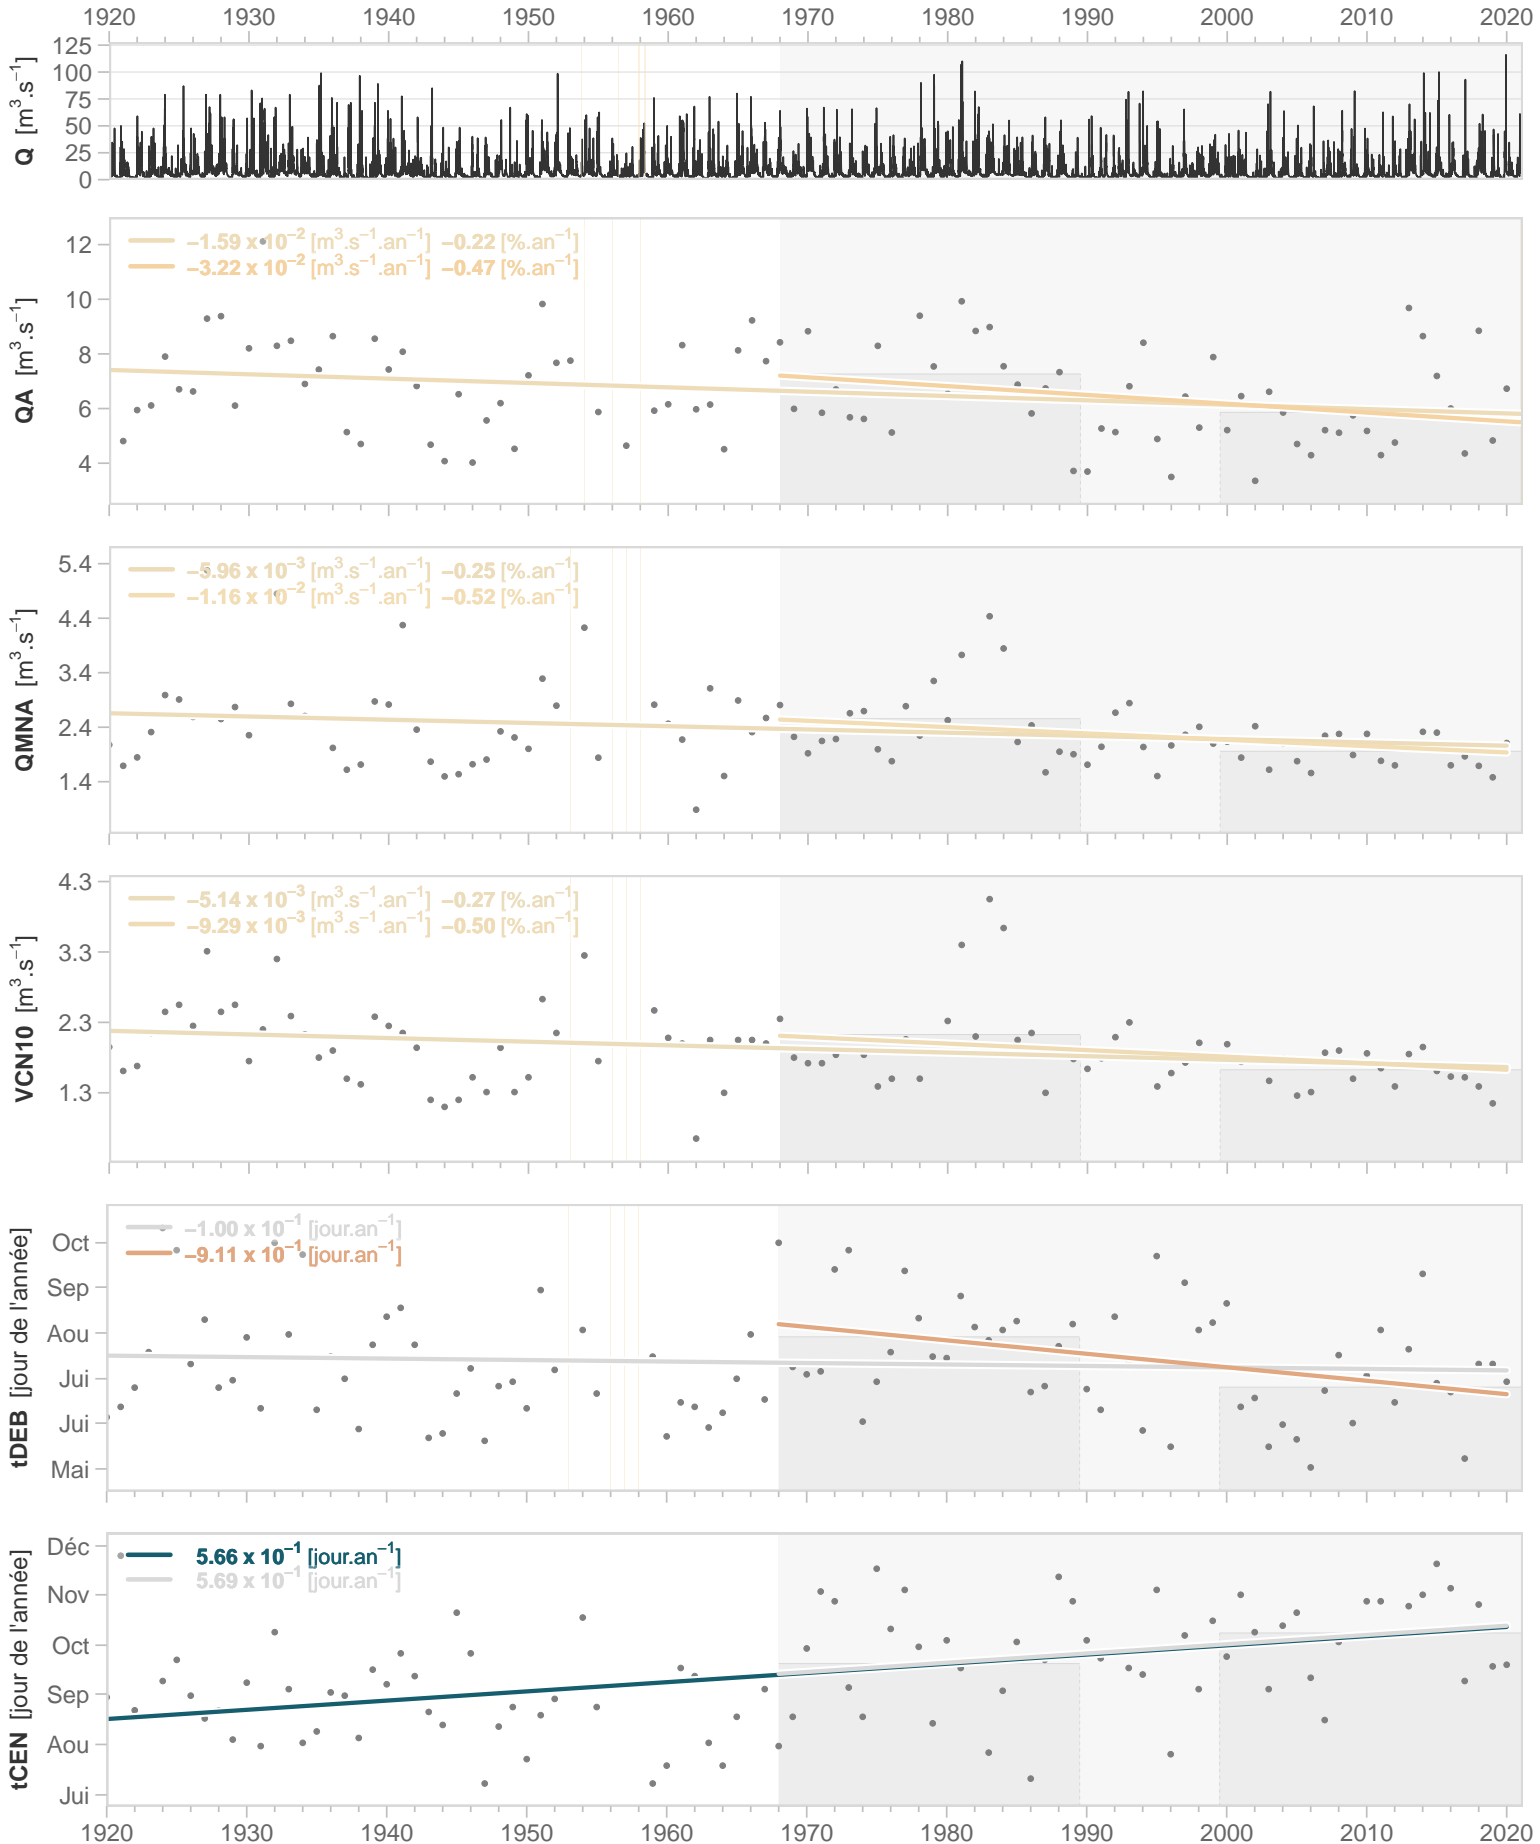 1920 1930 1940 1950 1960 1970 1980 1990 2000 2010 2020
Q [m³.s⁻¹]
125
100
75
50
25
0
QA [m³.s⁻¹]
12
10
8
6
4
−1.59 x 10⁻² [m³.s⁻¹.an⁻¹] −0.22 [%.an⁻¹]
−3.22 x 10⁻² [m³.s⁻¹.an⁻¹] −0.47 [%.an⁻¹]
QMNA [m³.s⁻¹]
5.4
4.4
3.4
2.4
1.4
−5.96 x 10⁻³ [m³.s⁻¹.an⁻¹] −0.25 [%.an⁻¹]
−1.16 x 10⁻² [m³.s⁻¹.an⁻¹] −0.52 [%.an⁻¹]
VCN10 [m³.s⁻¹]
4.3
3.3
2.3
1.3
−5.14 x 10⁻³ [m³.s⁻¹.an⁻¹] −0.27 [%.an⁻¹]
−9.29 x 10⁻³ [m³.s⁻¹.an⁻¹] −0.50 [%.an⁻¹]
tDEB [jour de l'année]
Oct
Sep
Aou
Jui
Jui
Mai
−1.00 x 10⁻¹ [jour.an⁻¹]
−9.11 x 10⁻¹ [jour.an⁻¹]
tCEN [jour de l'année]
Déc
Nov
Oct
Sep
Aou
Jui
5.66 x 10⁻¹ [jour.an⁻¹]
5.69 x 10⁻¹ [jour.an⁻¹]
1920 1930 1940 1950 1960 1970 1980 1990 2000 2010 2020